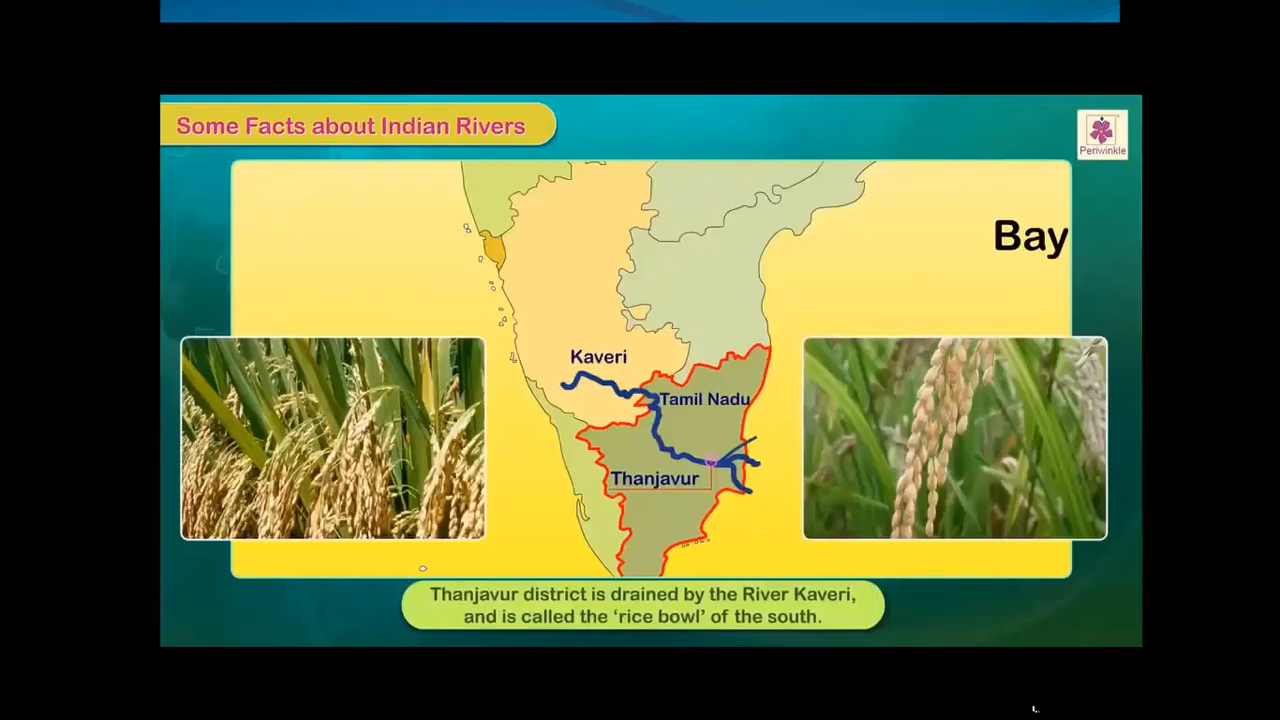 Some Facts about Indian Rivers
Periwinkle
Bay
Kaveri
Tamil Nadu
Thanjavur
Thanjavur district is drained by the River Kaveri,
and is called the ‘rice bowl’ of the south.